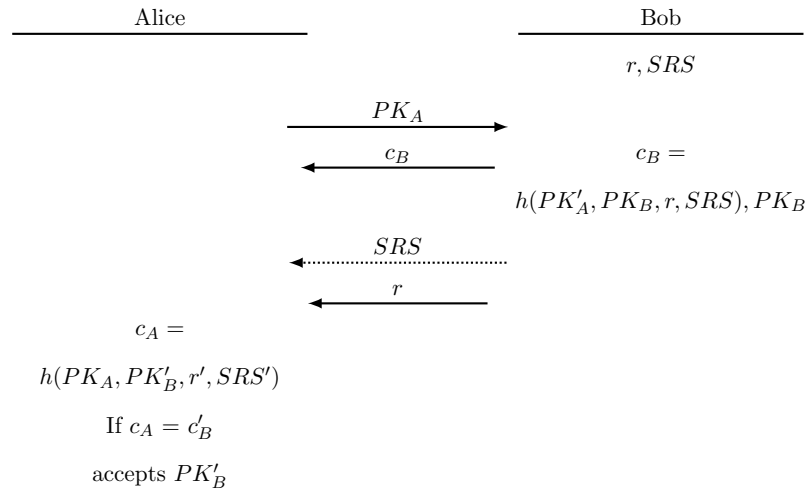 Alice Bob
r, SRS
PK_A
c_B c_B =
h(PK'_A, PK_B, r, SRS), PK_B
SRS
r
c_A =
h(PK_A, PK'_B, r', SRS')
If c_A = c'_B
accepts PK'_B